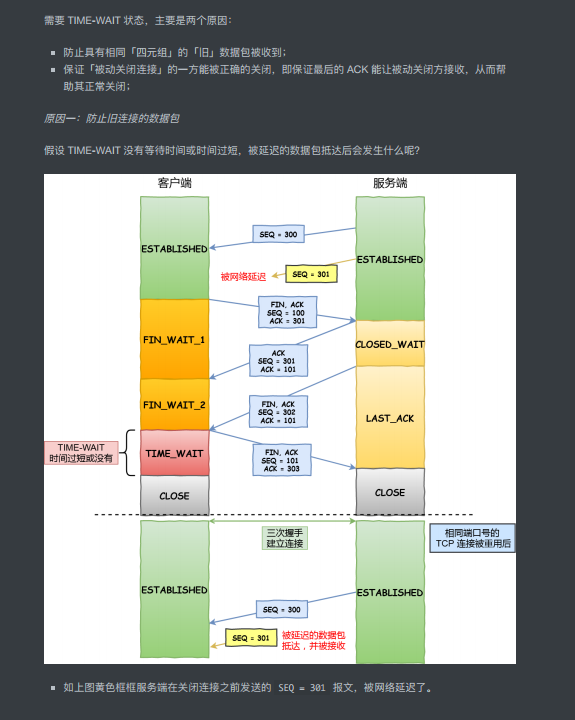 需要 TIME-WAIT 状态，主要是两个原因：
防止具有相同「四元组」的「旧」数据包被收到；
保证「被动关闭连接」的一方能被正确的关闭，即保证最后的 ACK 能让被动关闭方接收，从而帮
助其正常关闭；
原因一：防止旧连接的数据包
假设 TIME-WAIT 没有等待时间或时间过短，被延迟的数据包抵达后会发生什么呢？
客户端
服务端
SEQ = 300
ESTABLISHED
ESTABLISHED
被网络延迟
SEQ = 301
FIN, ACK
SEQ = 100
ACK = 301
FIN_WAIT_1
CLOSED_WAIT
ACK
SEQ = 301
ACK = 101
FIN_WAIT_2
FIN, ACK
SEQ = 302
ACK = 101
LAST_ACK
TIME-WAIT
时间过短或没有
TIME_WAIT
FIN, ACK
SEQ = 101
ACK = 303
CLOSE
CLOSE
三次握手
建立连接
相同端口号的
TCP 连接被重用后
ESTABLISHED
ESTABLISHED
SEQ = 300
SEQ = 301
被延迟的数据包
抵达，并被接收
如上图黄色框框服务端在关闭连接之前发送的 SEQ = 301 报文，被网络延迟了。